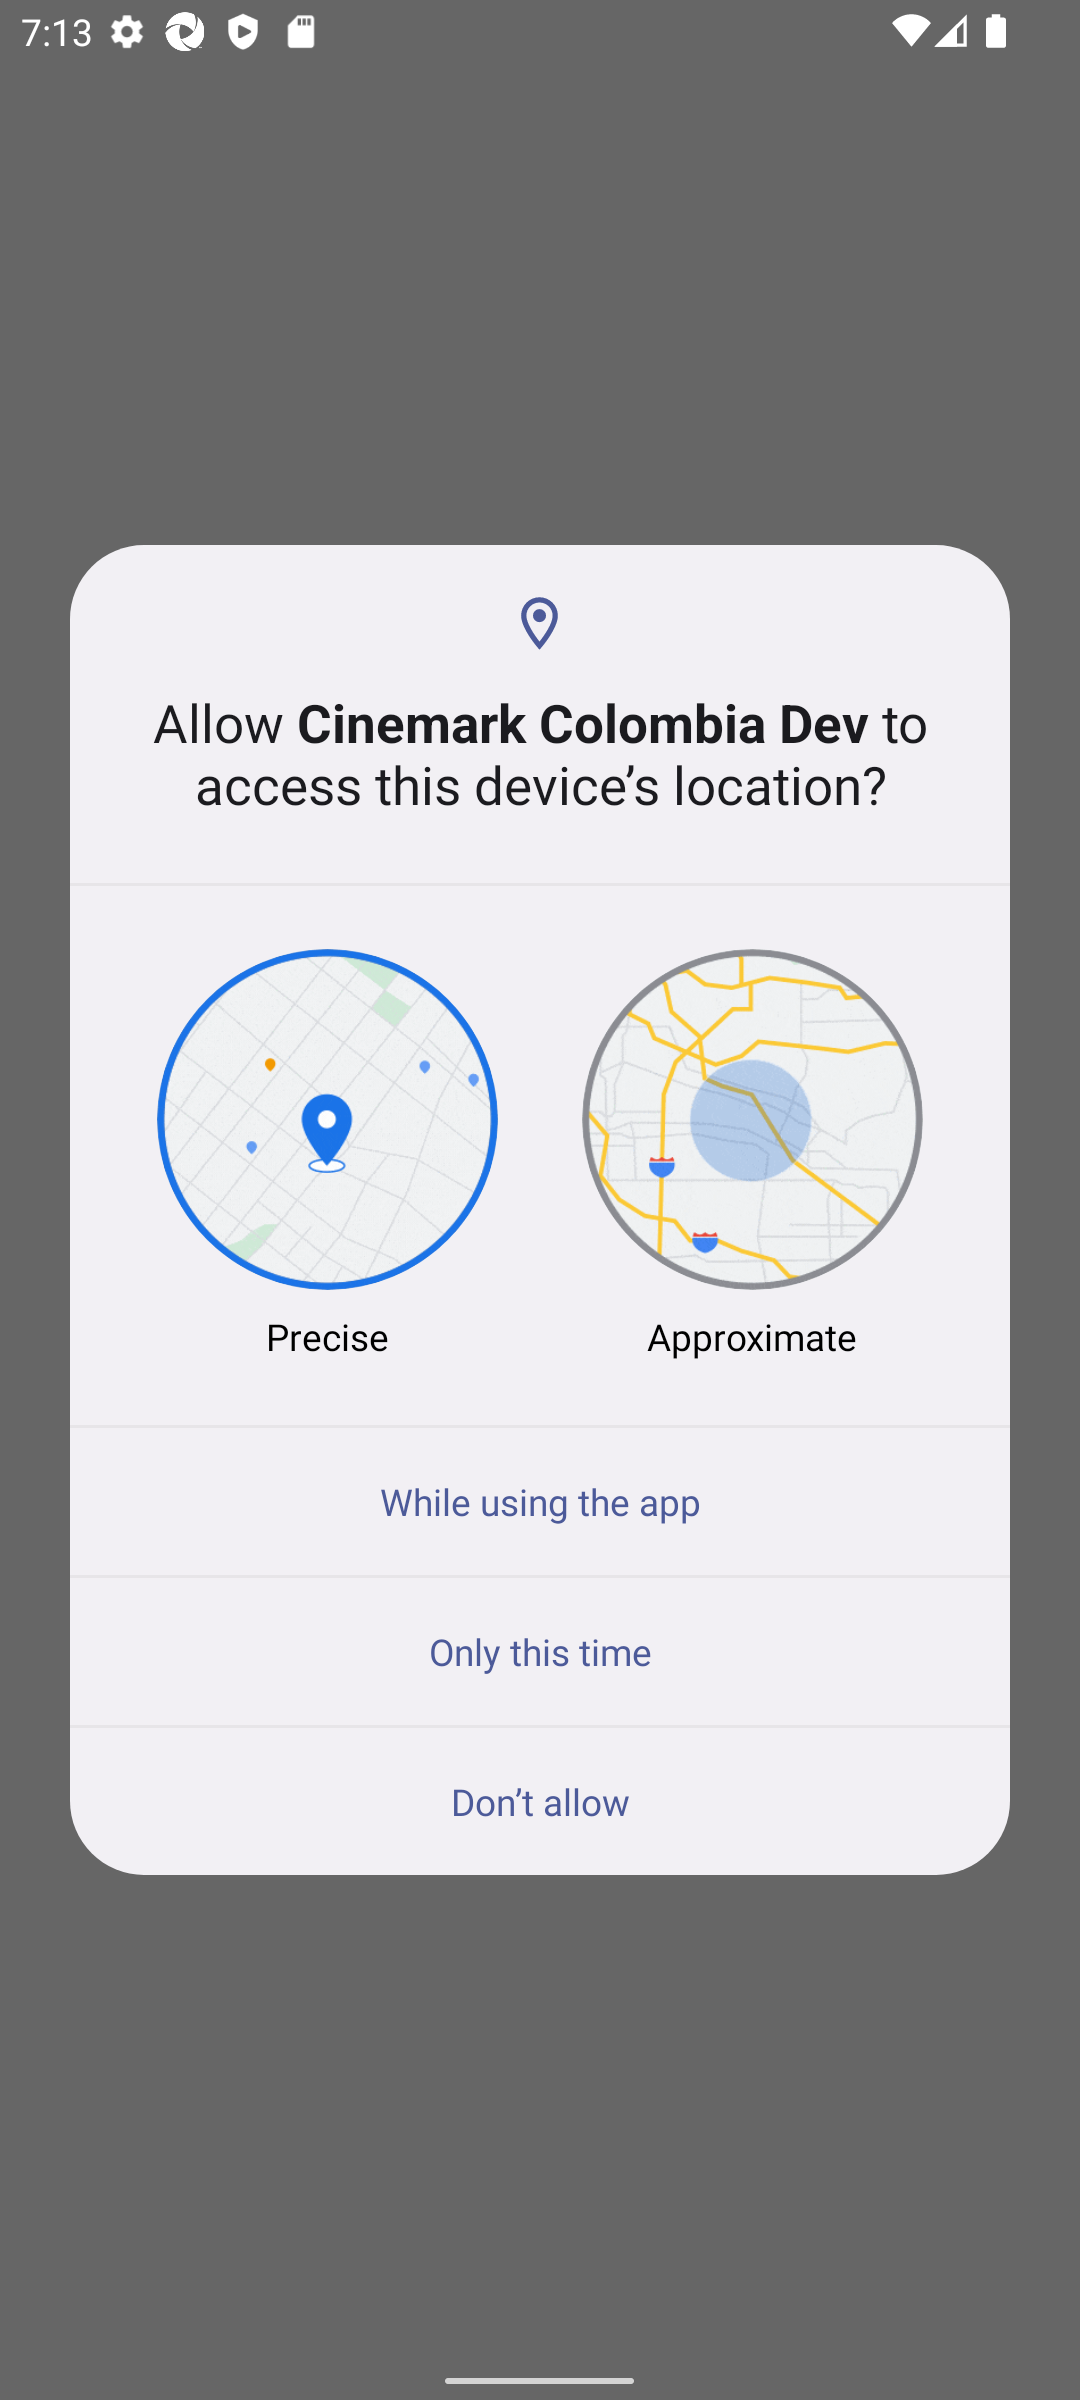 7:13
Allow Cinemark Colombia Dev to
access this device’s location?
Precise
Approximate
While using the app
Only this time
Don’t allow